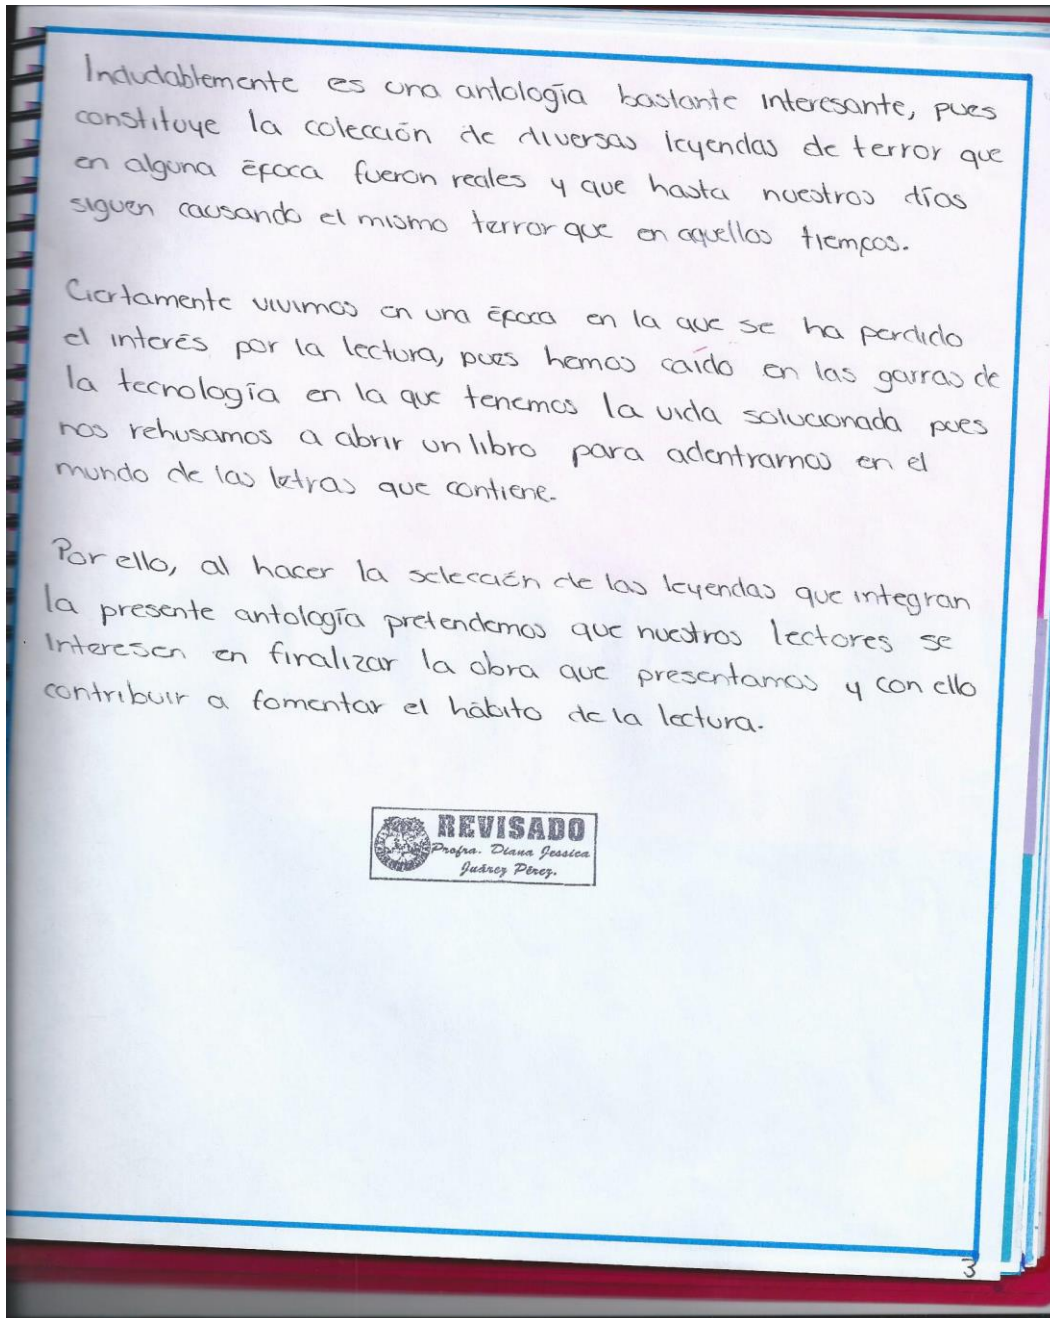 Indudablemente es una antología bastante interesante, pues
constituye la colección de diversas leyendas de terror que
en alguna época fueron reales y que hasta nuestros días
siguen causando el mismo terror que en aquellos tiempos.
Ciertamente vivimos en una época en la que se ha perdido
el interés por la lectura, pues hemos caído en las garras de
la tecnología en la que tenemos la vida solucionada pues
nos rehusamos a abrir un libro para adentrarnos en el
mundo de las letras que contiene.
Por ello, al hacer la selección de las leyendas que integran
la presente antología pretendemos que nuestros lectores se
interesen en finalizar la obra que presentamos y con ello
contribuir a fomentar el hábito de la lectura.
REVISADO
Profra. Diana Jessica
Juárez Pérez.
3